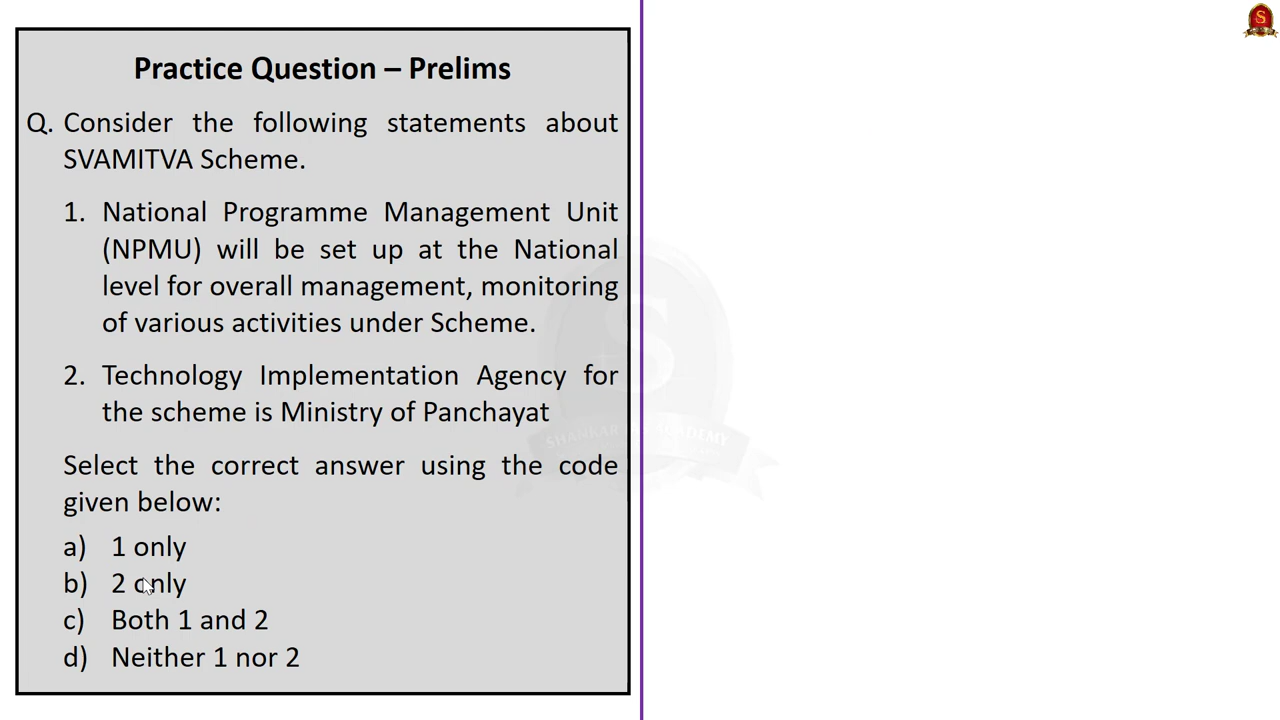 Practice Question – Prelims
Q. Consider the following statements about
SVAMITVA Scheme.
1. National Programme Management Unit
(NPMU) will be set up at the National
level for overall management, monitoring
of various activities under Scheme.
2. Technology Implementation Agency for
the scheme is Ministry of Panchayat
Select the correct answer using the code
given below:
a) 1 only
b) 2 only
c) Both 1 and 2
d) Neither 1 nor 2
S